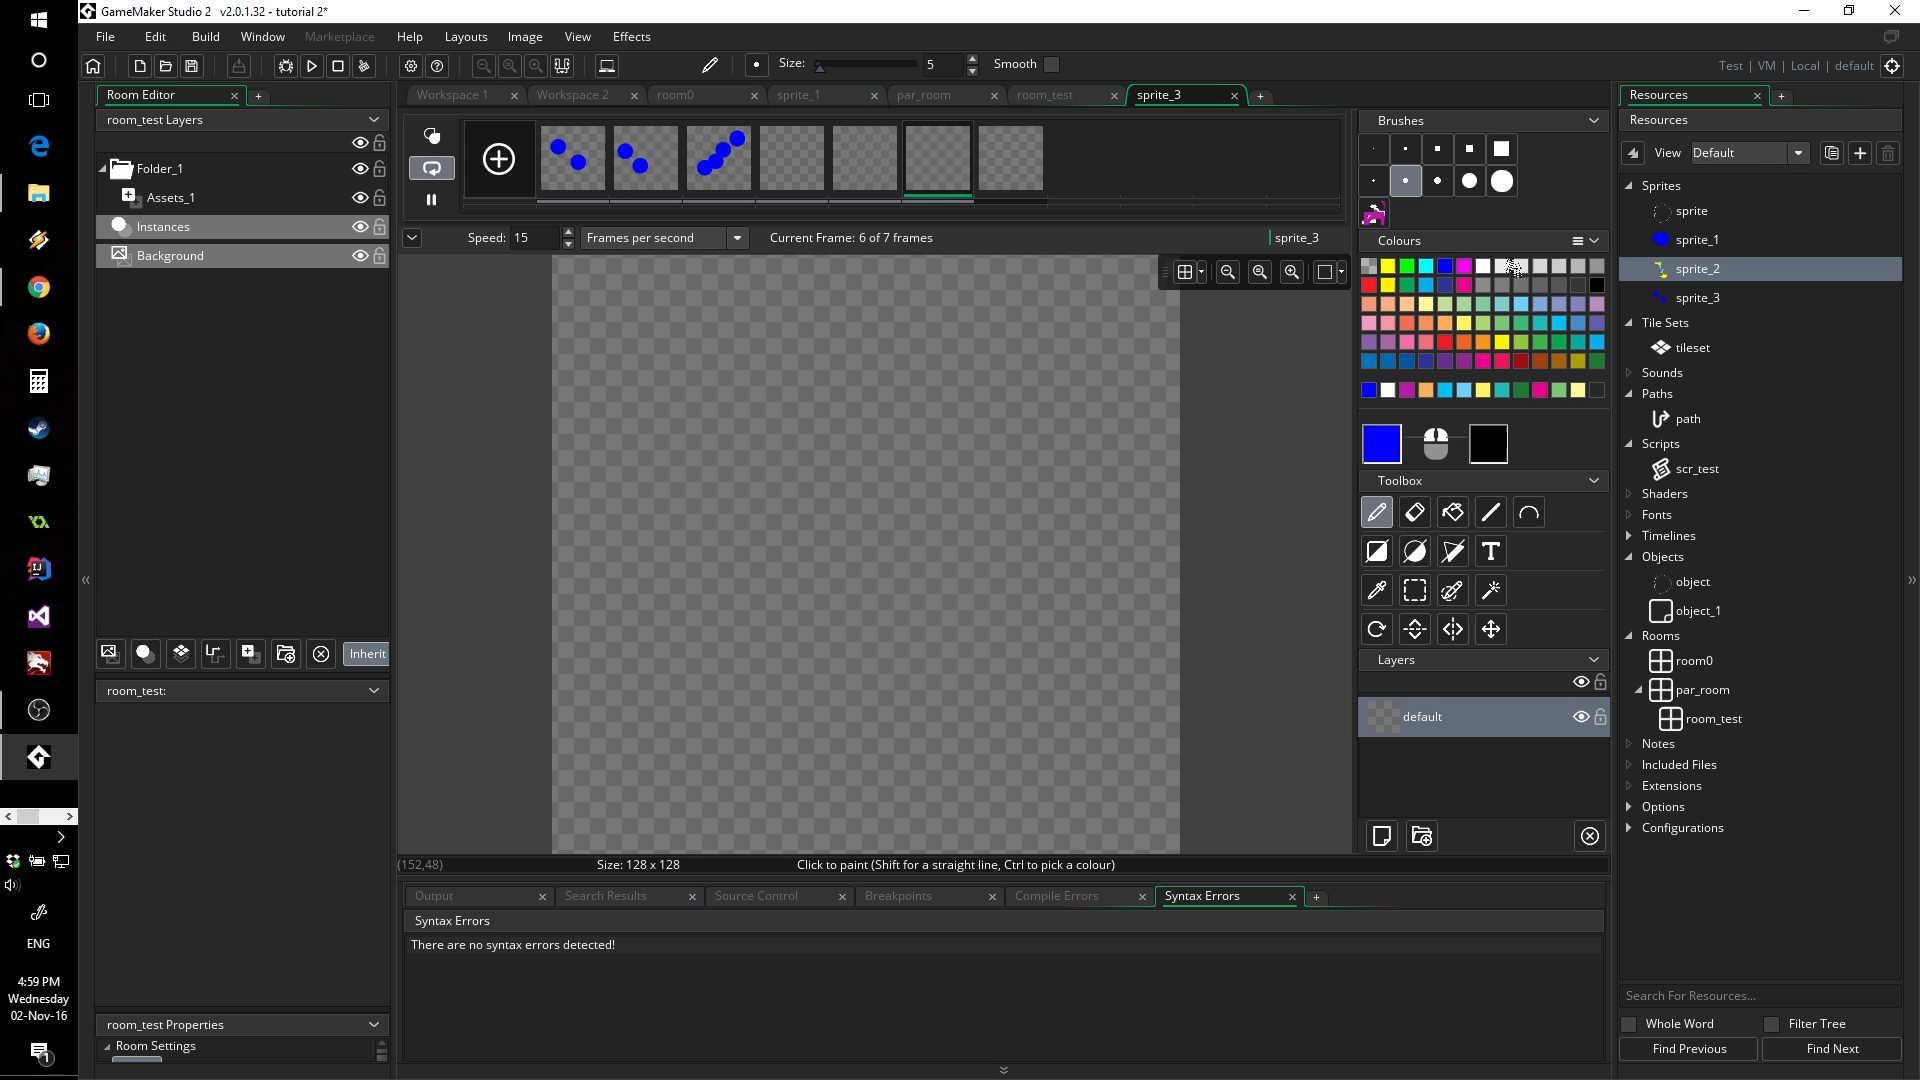 GameMaker Studio 2 v2.0.1.32 - tutorial 2*
File Edit Build Window Marketplace Help Layouts Image View Effects
Size: 5 Smooth
Test | VM | Local | default
Room Editor
Workspace 1 Workspace 2 room0 sprite_1 par_room room_test sprite_3
Resources
room_test Layers
Brushes
Resources
View Default
Folder_1
Assets_1
Instances
Background
Speed: 15 Frames per second Current Frame: 6 of 7 frames sprite_3
Colours
Sprites
sprite
sprite_1
sprite_2
sprite_3
Tile Sets
tileset
Sounds
Paths
path
Scripts
scr_test
Shaders
Fonts
Timelines
Objects
object
object_1
Rooms
room0
par_room
room_test
Notes
Included Files
Extensions
Options
Configurations
Toolbox
T
Layers
default
Inherit
room_test:
(152,48) Size: 128 x 128 Click to paint (Shift for a straight line, Ctrl to pick a colour)
Output Search Results Source Control Breakpoints Compile Errors Syntax Errors
Syntax Errors
There are no syntax errors detected!
room_test Properties
Room Settings
Search For Resources...
Whole Word Filter Tree
Find Previous Find Next
ENG
4:59 PM
Wednesday
02-Nov-16
1